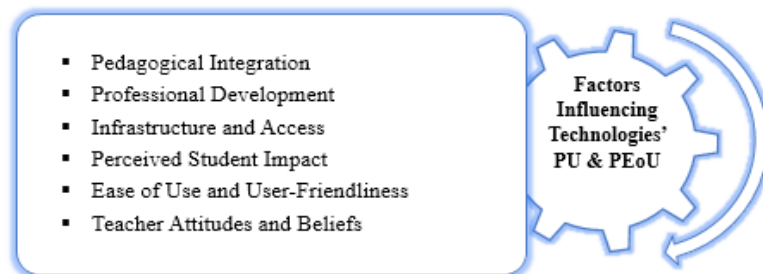 ▪ Pedagogical Integration
▪ Professional Development
▪ Infrastructure and Access
▪ Perceived Student Impact
▪ Ease of Use and User-Friendliness
▪ Teacher Attitudes and Beliefs
Factors
Influencing
Technologies’
PU & PEoU